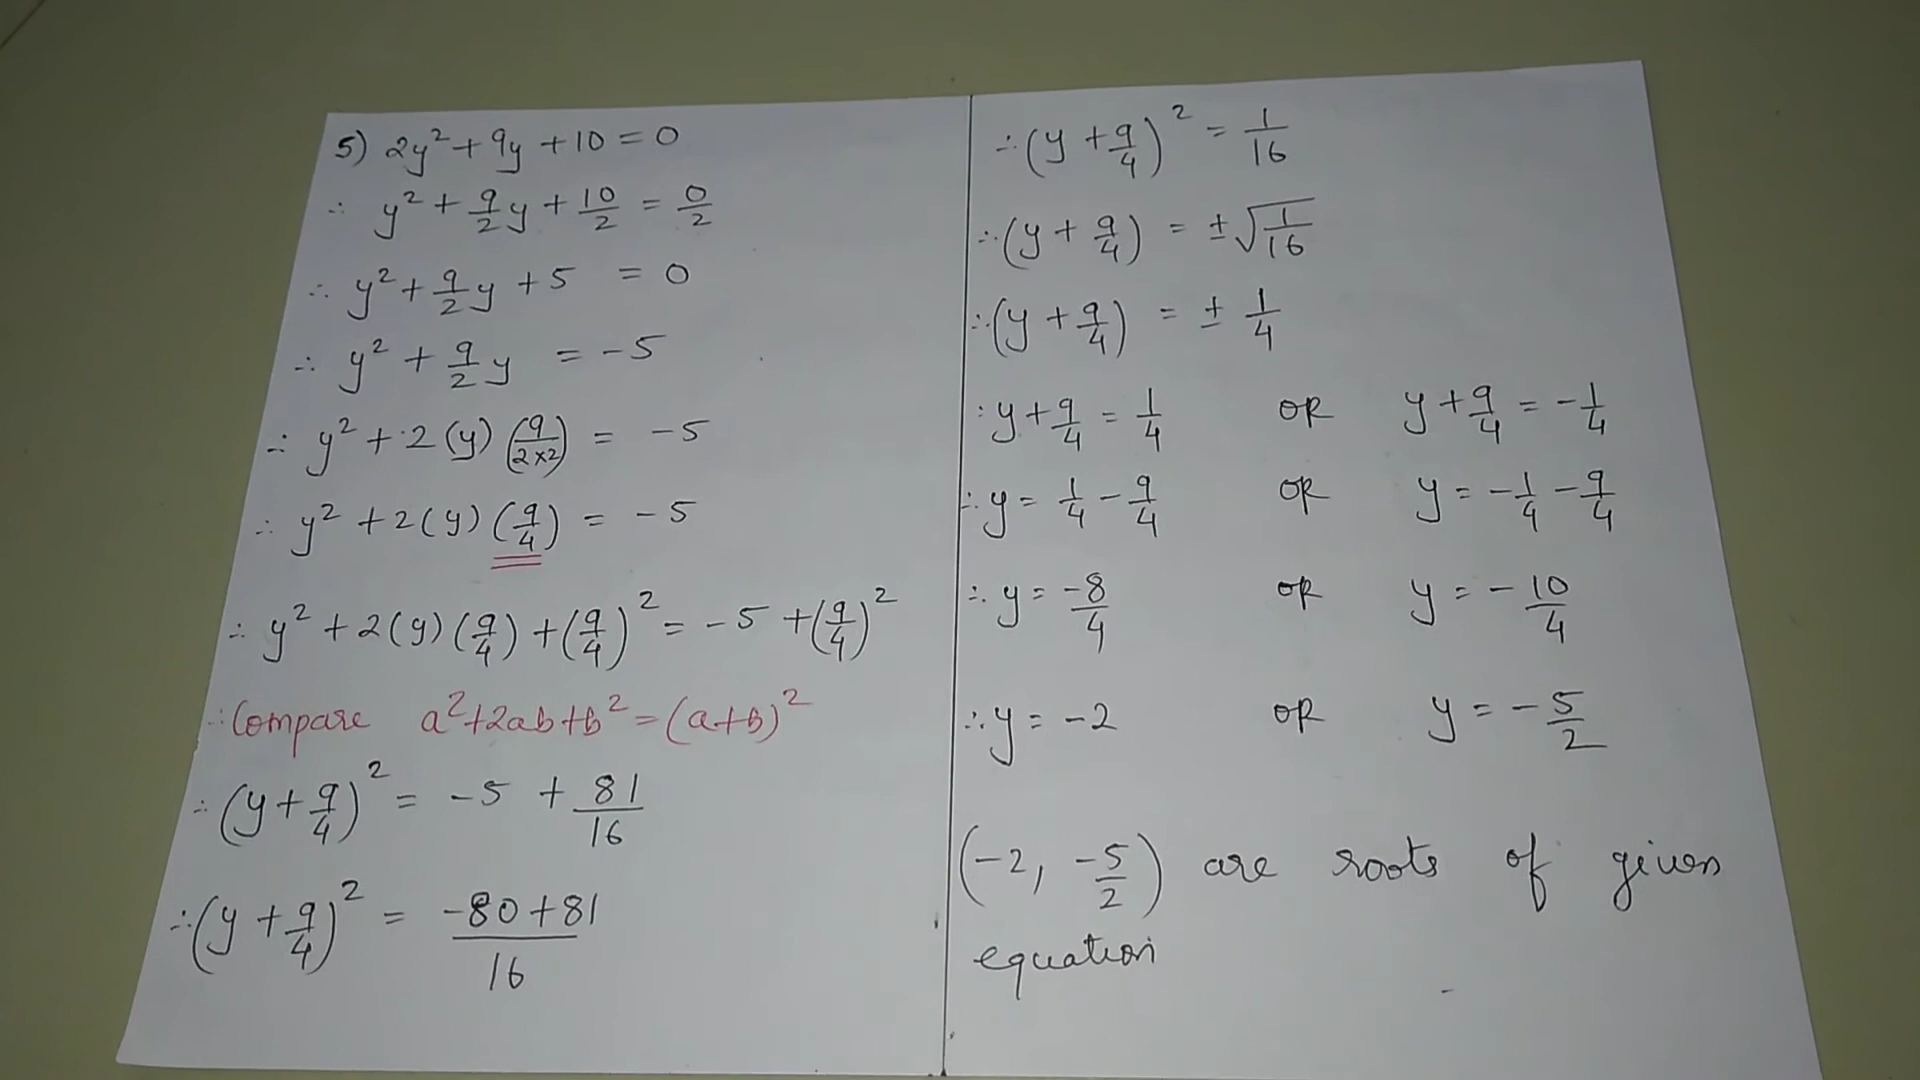 5) 2y² + 9y + 10 = 0
∴ y² + 9/2 y + 10/2 = 0/2
∴ y² + 9/2 y + 5 = 0
∴ y² + 9/2 y = -5
∴ y² + 2(y)(9/2×2) = -5
∴ y² + 2(y)(9/4) = -5
∴ y² + 2(y)(9/4) + (9/4)² = -5 + (9/4)²
∴ Compare a² + 2ab + b² = (a+b)²
∴ (y + 9/4)² = -5 + 81/16
∴ (y + 9/4)² = -80+81/16
∴ (y + 9/4)² = 1/16
∴ (y + 9/4) = ±√1/16
∴ (y + 9/4) = ± 1/4
∴ y + 9/4 = 1/4 OR y + 9/4 = -1/4
∴ y = 1/4 - 9/4 OR y = -1/4 - 9/4
∴ y = -8/4 OR y = -10/4
∴ y = -2 OR y = -5/2
(-2, -5/2) are roots of given
equation